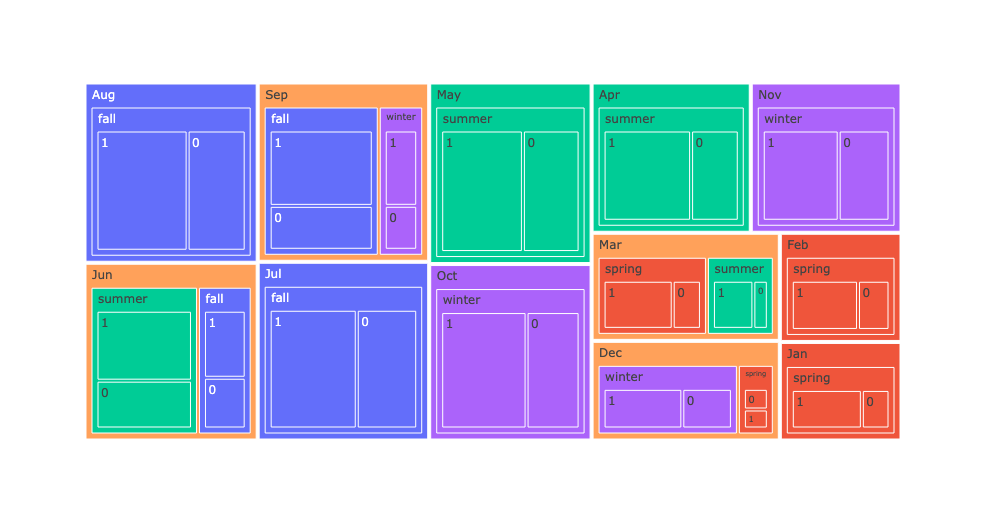 Aug
fall
1
0
Sep
fall
1
0
winter
1
0
May
summer
1
0
Apr
summer
1
0
Nov
winter
1
0
Jun
summer
1
0
fall
1
0
Jul
fall
1
0
Oct
winter
1
0
Mar
spring
1
0
summer
1
0
Feb
spring
1
0
Dec
winter
1
0
spring
0
1
Jan
spring
1
0